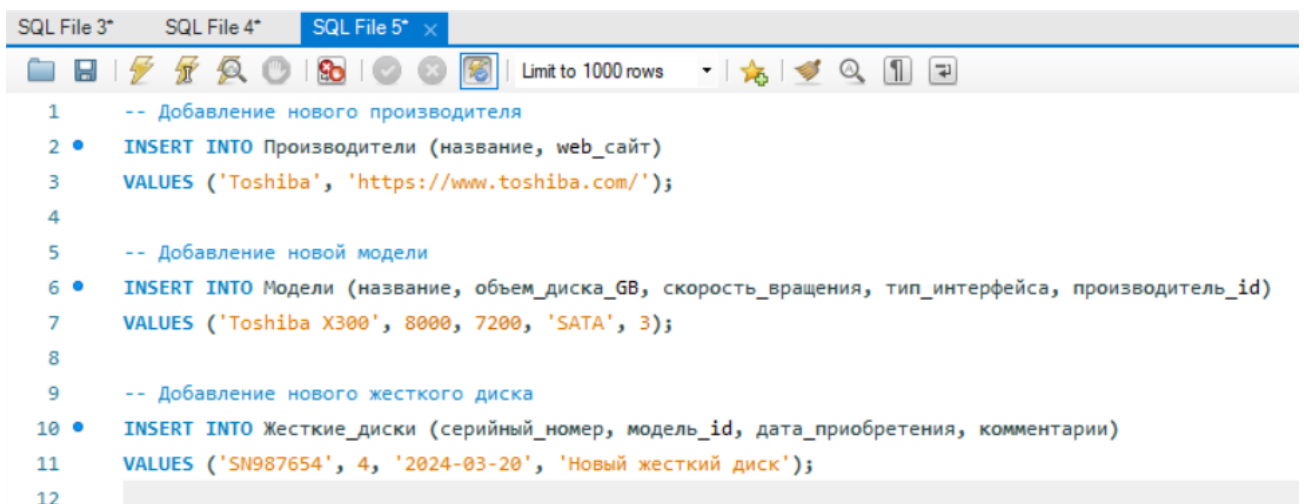 SQL File 3* SQL File 4* SQL File 5* ×
Limit to 1000 rows
1 -- Добавление нового производителя
2 INSERT INTO Производители (название, web_сайт)
3 VALUES ('Toshiba', 'https://www.toshiba.com/');
4
5 -- Добавление новой модели
6 INSERT INTO Модели (название, объем_диска_GB, скорость_вращения, тип_интерфейса, производитель_id)
7 VALUES ('Toshiba X300', 8000, 7200, 'SATA', 3);
8
9 -- Добавление нового жесткого диска
10 INSERT INTO Жесткие_диски (серийный_номер, модель_id, дата_приобретения, комментарии)
11 VALUES ('SN987654', 4, '2024-03-20', 'Новый жесткий диск');
12